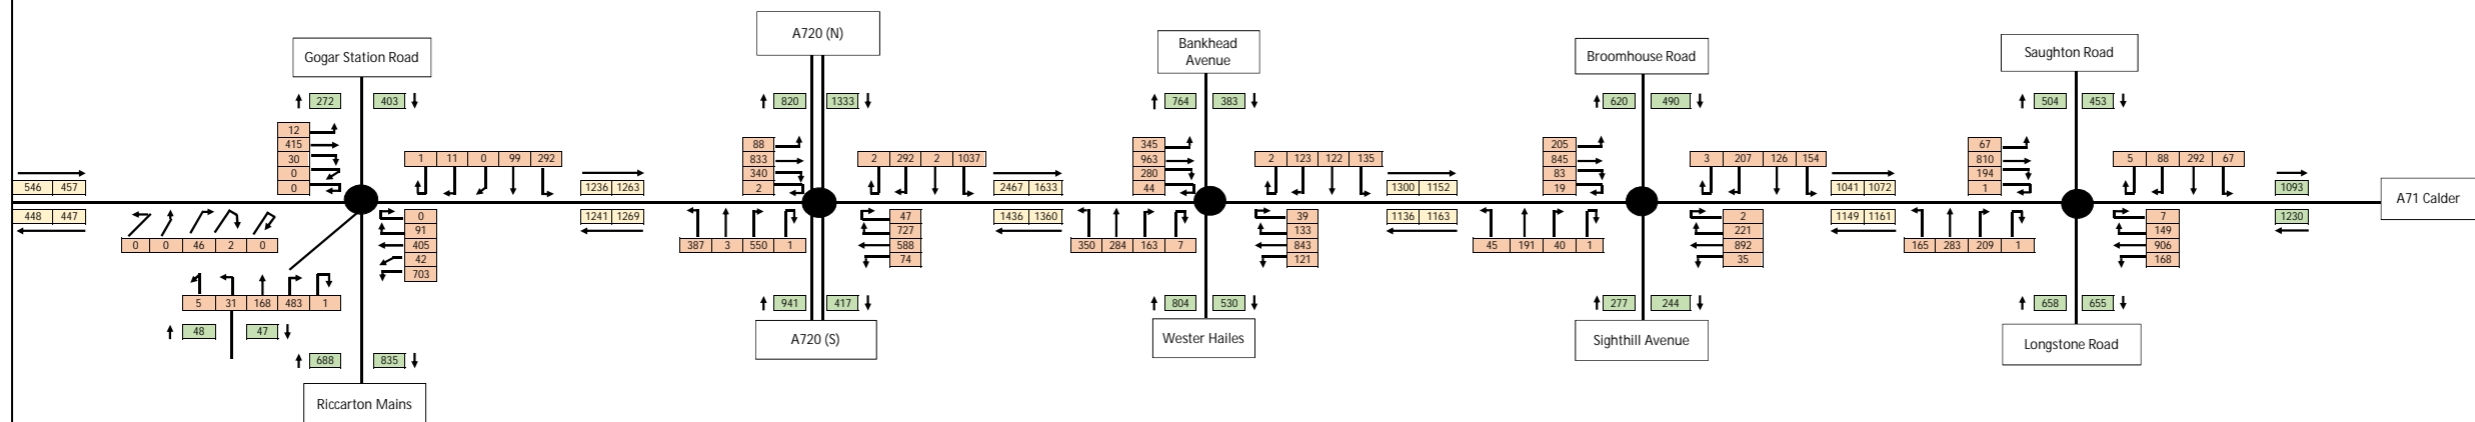 Gogar Station Road
A720 (N)
Bankhead
Avenue
Broomhouse Road
Saughton Road
272 403
820 1333
764 383
620 490
504 453
12
415
30
0
0
1 11 0 99 292
88
833
340
2
2 292 2 1037
345
963
280
44
2 123 122 135
205
845
83
19
3 207 126 154
67
810
194
1
5 88 292 67
546 457
1236 1263
2467 1633
1300 1152
1041 1072
1093
A71 Calder
448 447
1241 1269
1436 1360
1136 1163
1149 1161
1230
0 0 46 2 0
0
91
405
42
703
387 3 550 1
47
727
588
74
350 284 163 7
39
133
843
121
45 191 40 1
2
221
892
35
165 283 209 1
7
149
906
168
5 31 168 483 1
48 47
688 835
941 417
804 530
277 244
658 655
Riccarton Mains
A720 (S)
Wester Hailes
Sighthill Avenue
Longstone Road